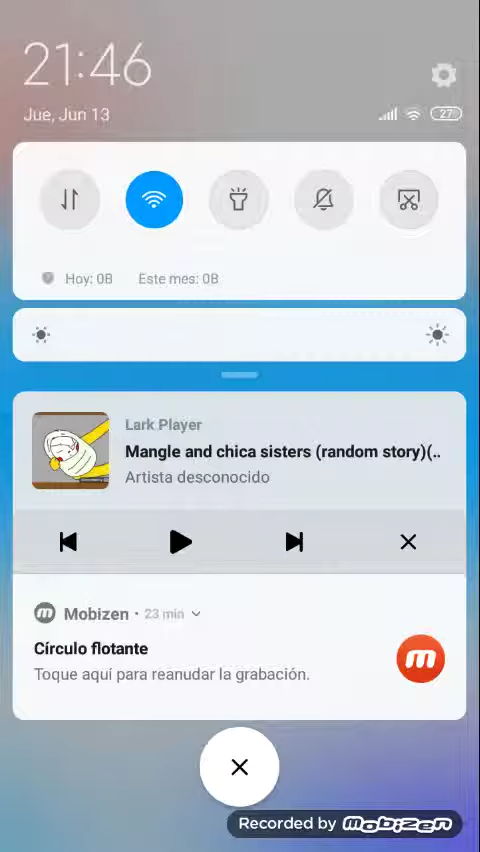 21:46
Jue, Jun 13
27
Hoy: 0B Este mes: 0B
Lark Player
Mangle and chica sisters (random story)(..
Artista desconocido
Mobizen • 23 min
Círculo flotante
Toque aquí para reanudar la grabación.
Recorded by Mobizen